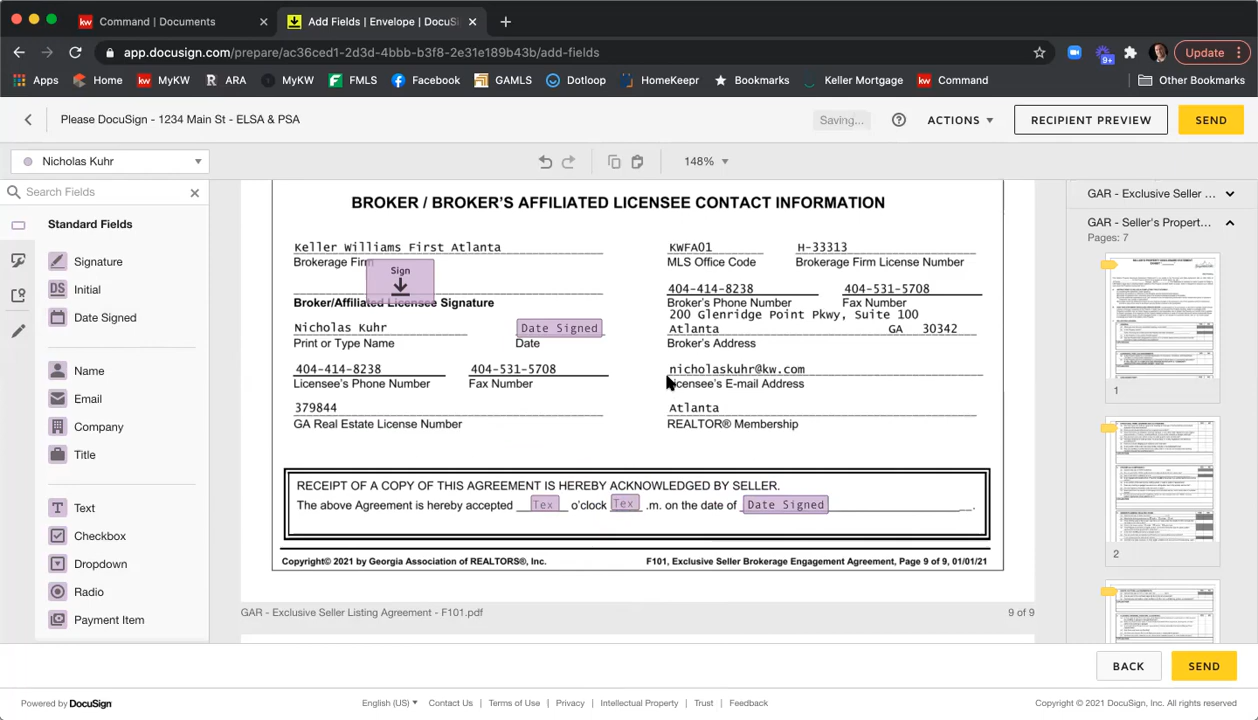 Command | Documents
Add Fields | Envelope | DocuSi
app.docusign.com/prepare/ac36ced1-2d3d-4bbb-b3f8-2e31e189b43b/add-fields
9+
Update
Apps
Home
kw MyKW
R ARA
MyKW
FMLS
Facebook
GAMLS
Dotloop
HomeKeepr
Bookmarks
Keller Mortgage
kw Command
Other Bookmarks
Please DocuSign - 1234 Main St - ELSA & PSA
Saving...
ACTIONS
RECIPIENT PREVIEW
SEND
Nicholas Kuhr
148%
Search Fields
Standard Fields
Signature
DS Initial
Date Signed
Name
Email
Company
Title
T Text
Checkbox
Dropdown
Radio
Payment Item
BROKER / BROKER'S AFFILIATED LICENSEE CONTACT INFORMATION
Keller Williams First Atlanta
Brokerage Firm
Sign
Broker/Affiliated Licensee Signature
Nicholas Kuhr
Date Signed
Print or Type Name
Date
404-414-8238
404-531-5708
Licensee's Phone Number
Fax Number
379844
GA Real Estate License Number
KWFA01
H-33313
MLS Office Code
Brokerage Firm License Number
404-414-8238
404-531-5708
Broker's Phone Number
Fax Number
200 Glenridge Point Pkwy, Suite 100
Atlanta GA 30342
Broker's Address
nicholaskuhr@kw.com
Licensee's E-mail Address
Atlanta
REALTOR® Membership
RECEIPT OF A COPY OF THIS AGREEMENT IS HEREBY ACKNOWLEDGED BY SELLER.
The above Agreement is hereby accepted Tex o'clock Tex .m. on the date of Date Signed .
Copyright© 2021 by Georgia Association of REALTORS®, Inc.
F101, Exclusive Seller Brokerage Engagement Agreement, Page 9 of 9, 01/01/21
GAR - Exclusive Seller Listing Agreement - F101.pdf
9 of 9
GAR - Exclusive Seller ...
GAR - Seller's Propert...
Pages: 7
1
2
BACK
SEND
Powered by DocuSign
English (US)
Contact Us
Terms of Use
Privacy
Intellectual Property
Trust
Feedback
Copyright © 2021 DocuSign, Inc. All rights reserved